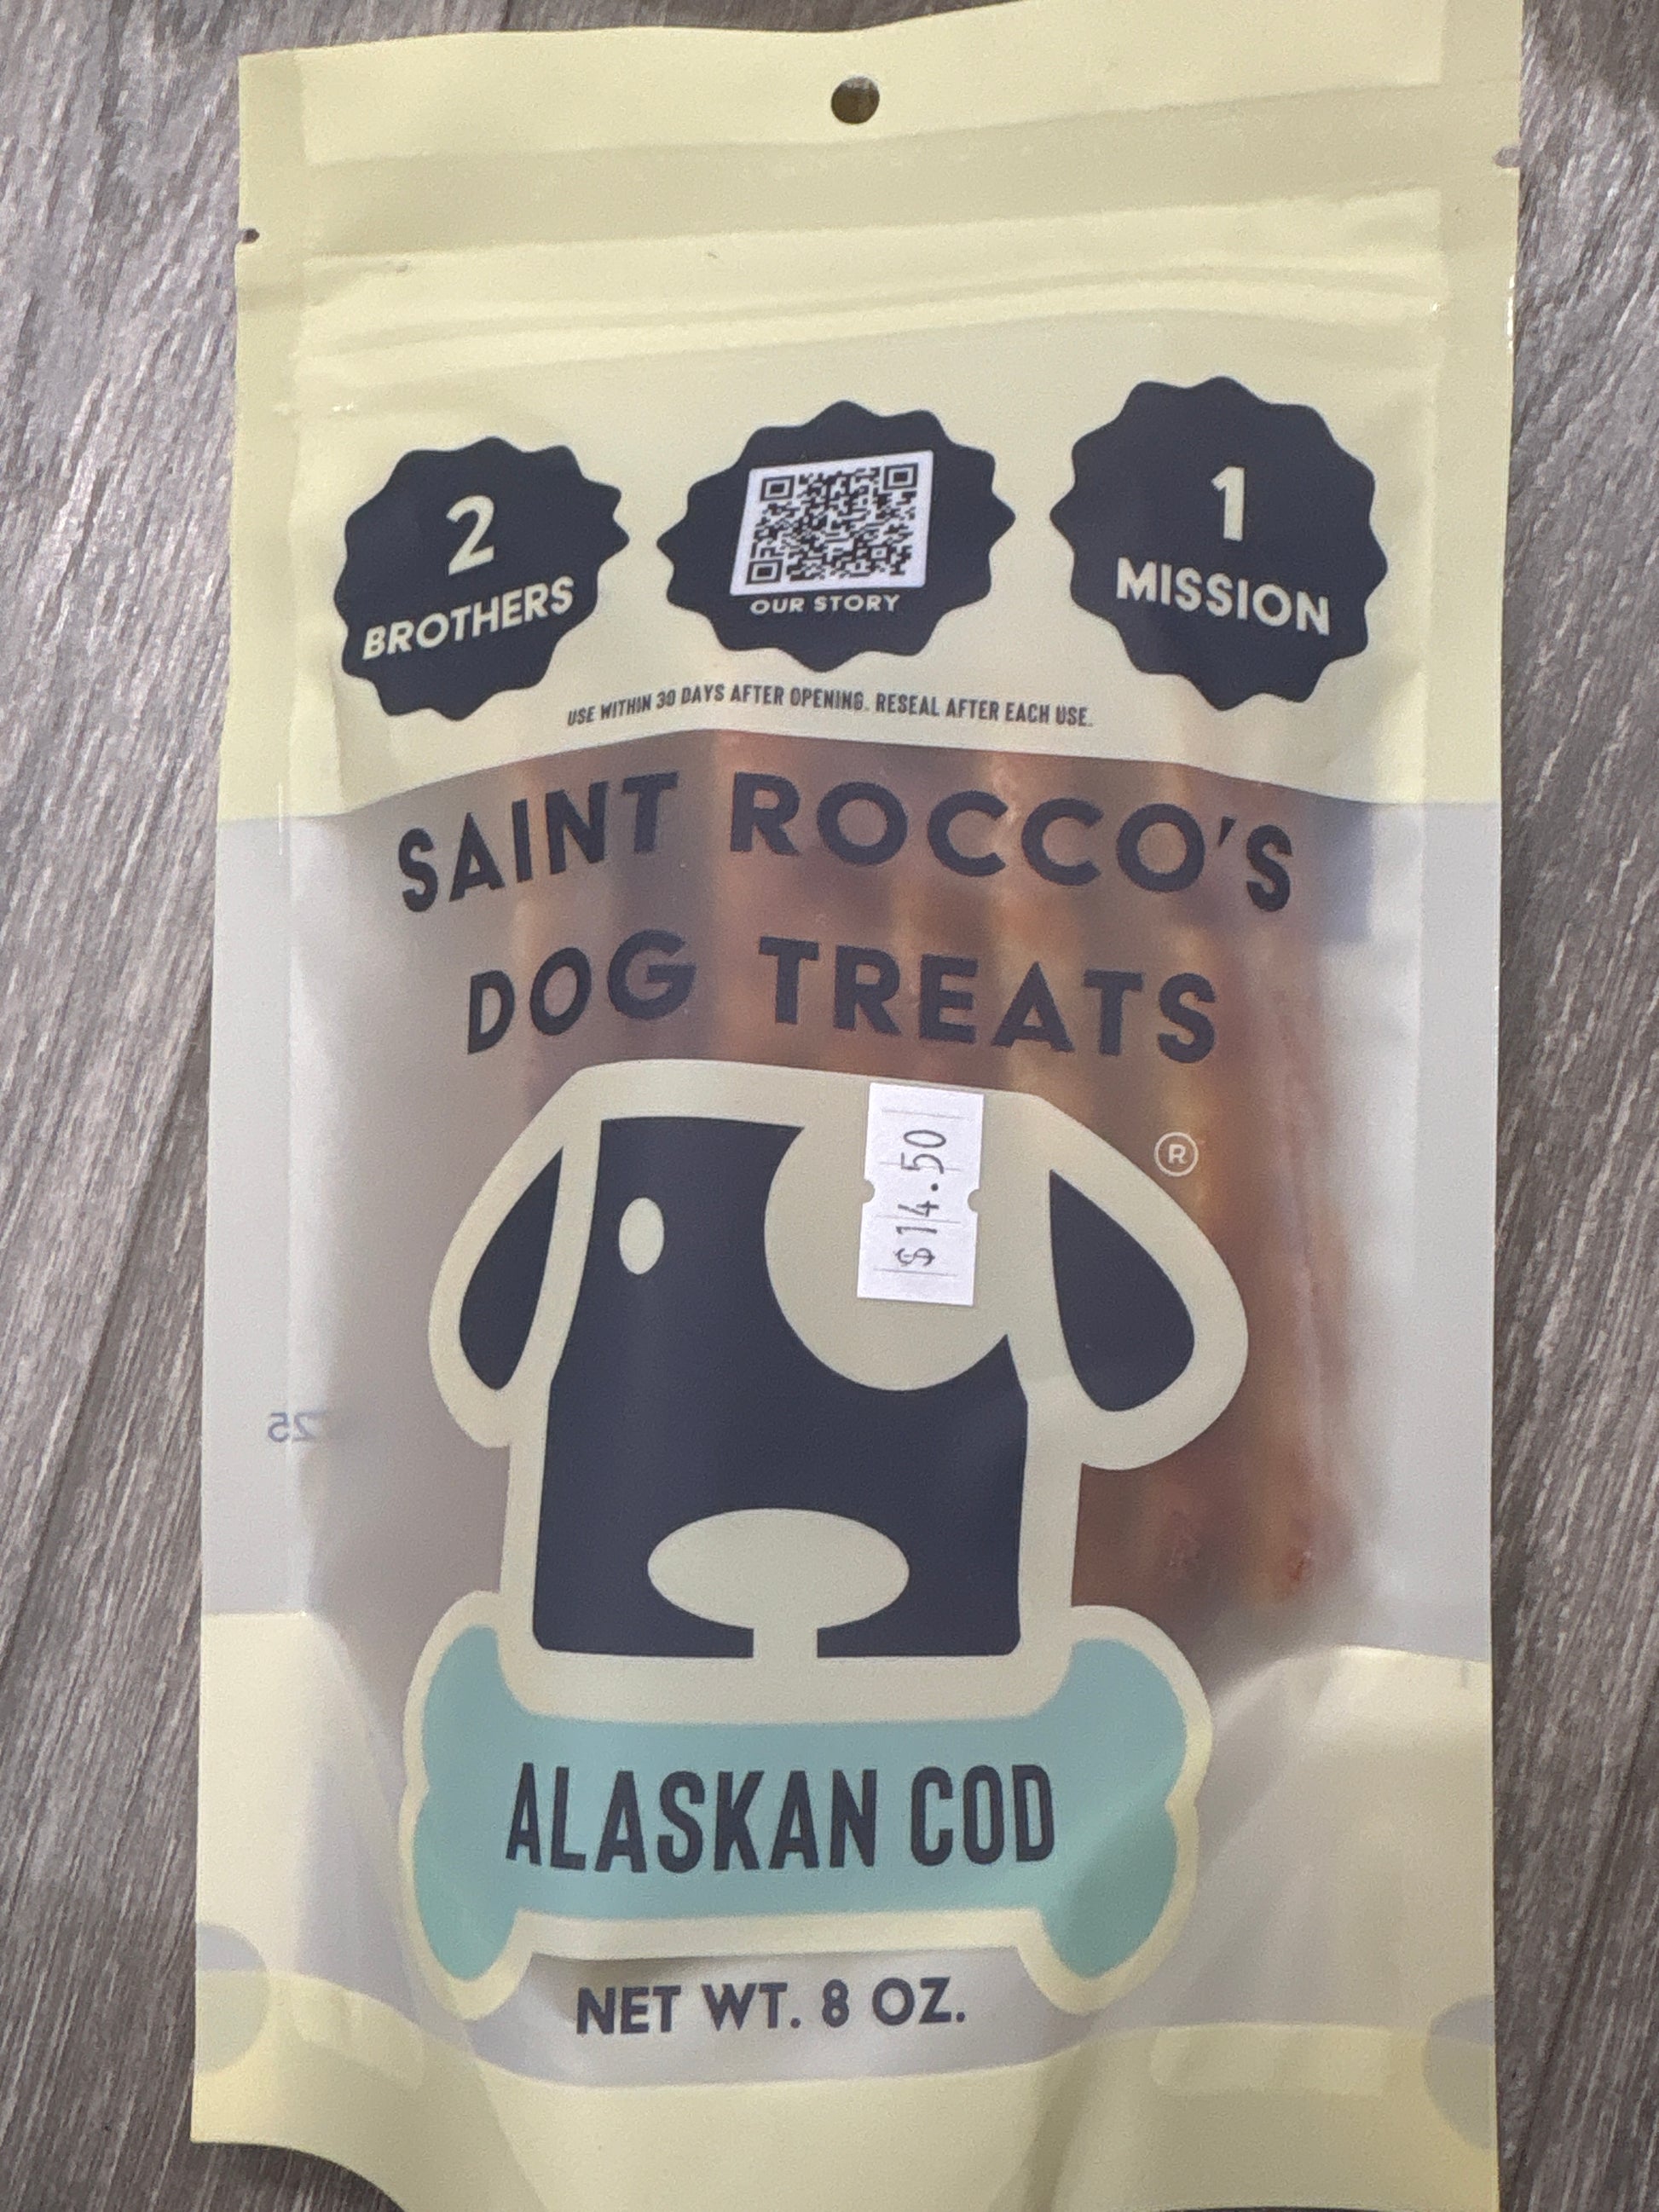 2
BROTHERS
OUR STORY
1
MISSION
USE WITHIN 30 DAYS AFTER OPENING. RESEAL AFTER EACH USE.
SAINT ROCCO'S
DOG TREATS
®
$14.50
25
ALASKAN COD
NET WT. 8 OZ.